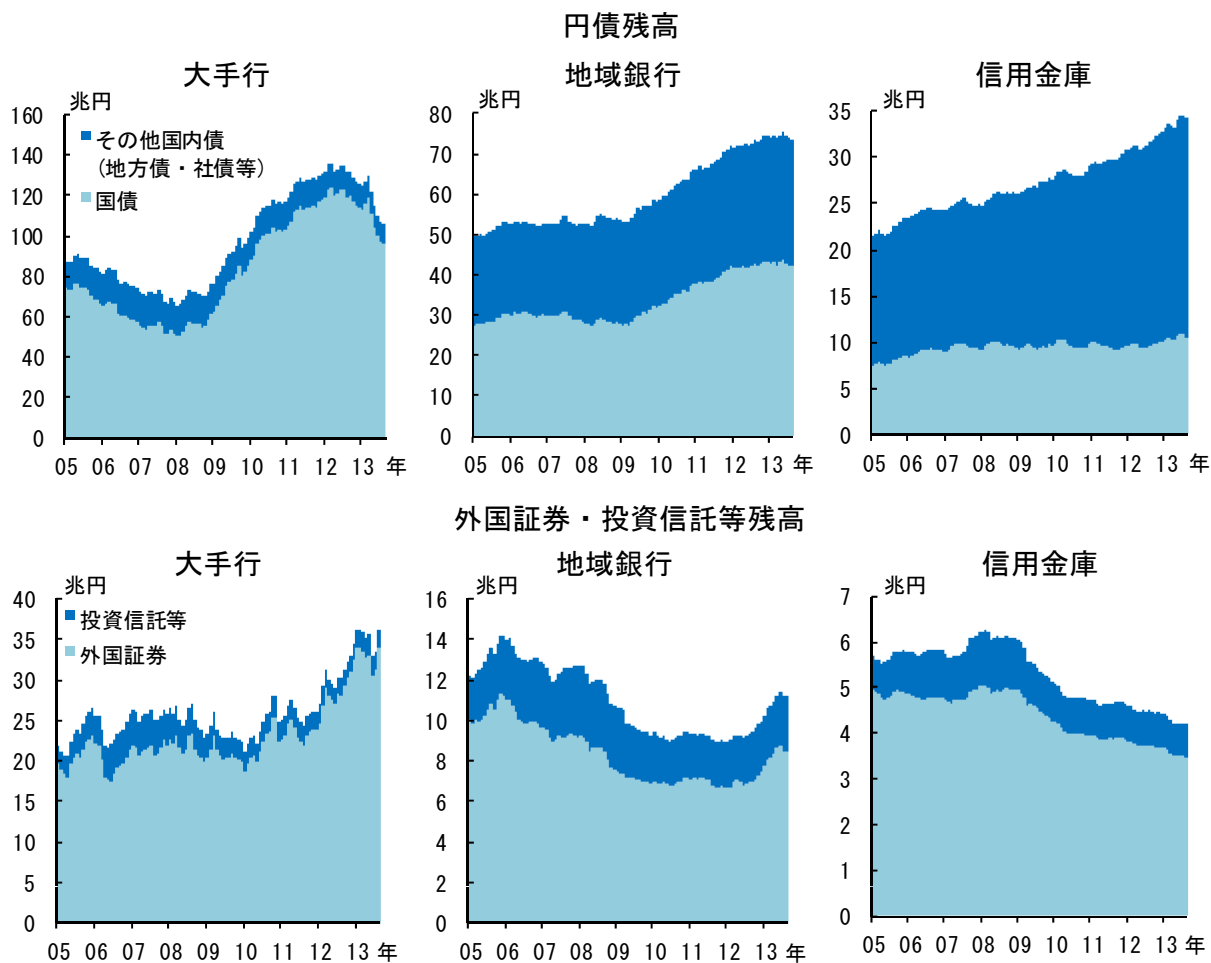 円債残高
大手行
兆円
160
140
120
100
80
60
40
20
0
その他国内債
(地方債・社債等)
国債
05 06 07 08 09 10 11 12 13 年
地域銀行
兆円
80
70
60
50
40
30
20
10
0
05 06 07 08 09 10 11 12 13 年
信用金庫
兆円
35
30
25
20
15
10
5
0
05 06 07 08 09 10 11 12 13 年
外国証券・投資信託等残高
大手行
兆円
40
35
30
25
20
15
10
5
0
投資信託等
外国証券
05 06 07 08 09 10 11 12 13 年
地域銀行
兆円
16
14
12
10
8
6
4
2
0
05 06 07 08 09 10 11 12 13 年
信用金庫
兆円
7
6
5
4
3
2
1
0
05 06 07 08 09 10 11 12 13 年